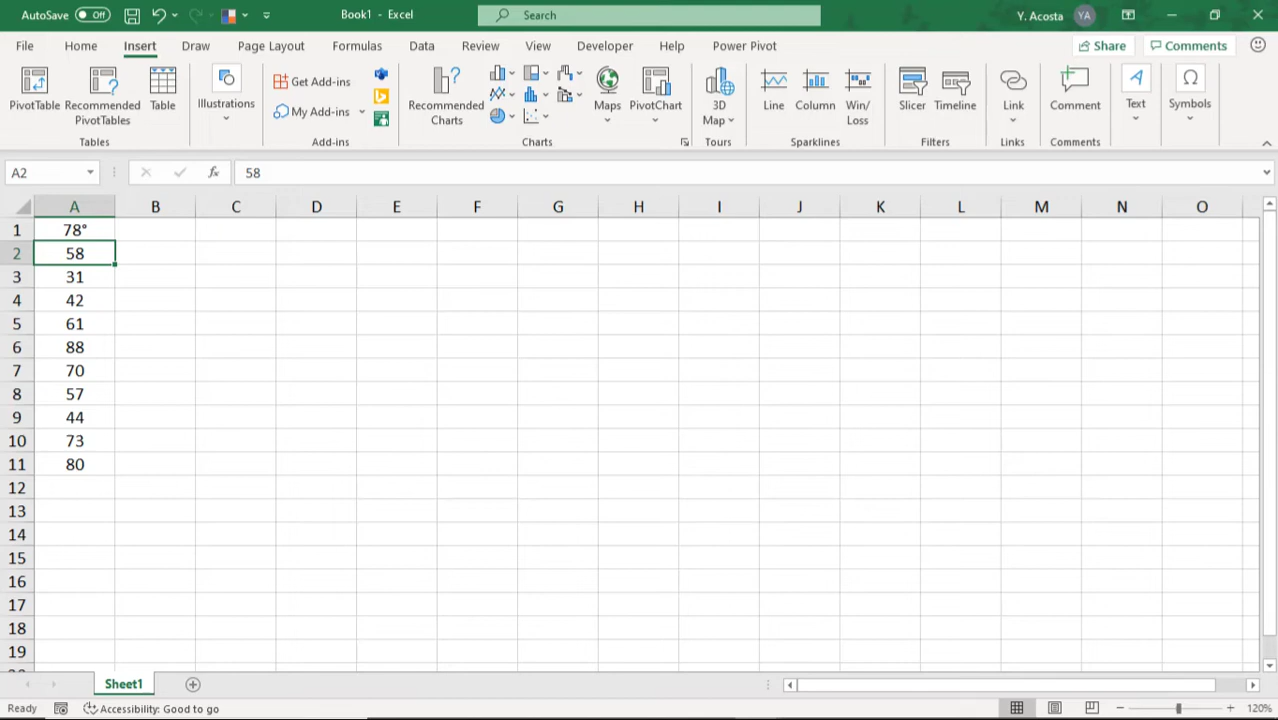 AutoSave Off Book1 - Excel Search Y. Acosta YA
File Home Insert Draw Page Layout Formulas Data Review View Developer Help Power Pivot Share Comments
PivotTable Recommended PivotTables Table Illustrations Get Add-ins My Add-ins Recommended Charts Maps PivotChart 3D Map Line Column Win/Loss Slicer Timeline Link Comment Text Symbols
Tables Add-ins Charts Tours Sparklines Filters Links Comments
A2 fx 58
A B C D E F G H I J K L M N O
1 78°
2 58
3 31
4 42
5 61
6 88
7 70
8 57
9 44
10 73
11 80
12
13
14
15
16
17
18
19
Sheet1
Ready Accessibility: Good to go 120%